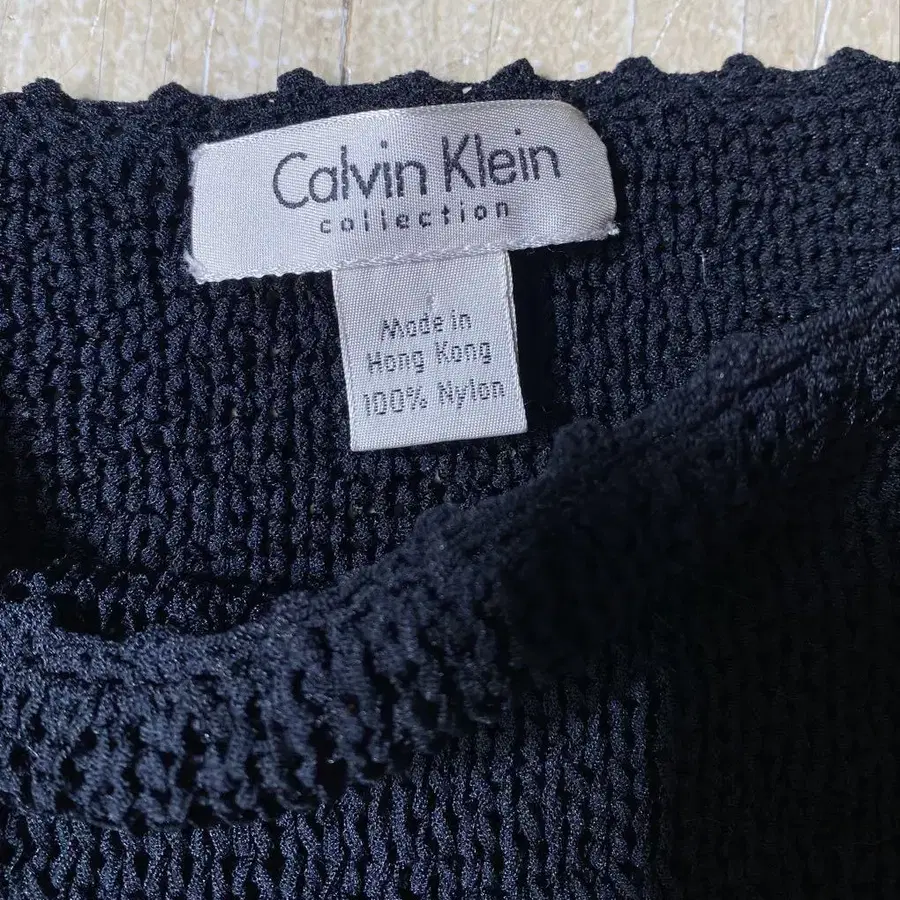 Calvin Klein
collection
Made in
Hong Kong
100% Nylon